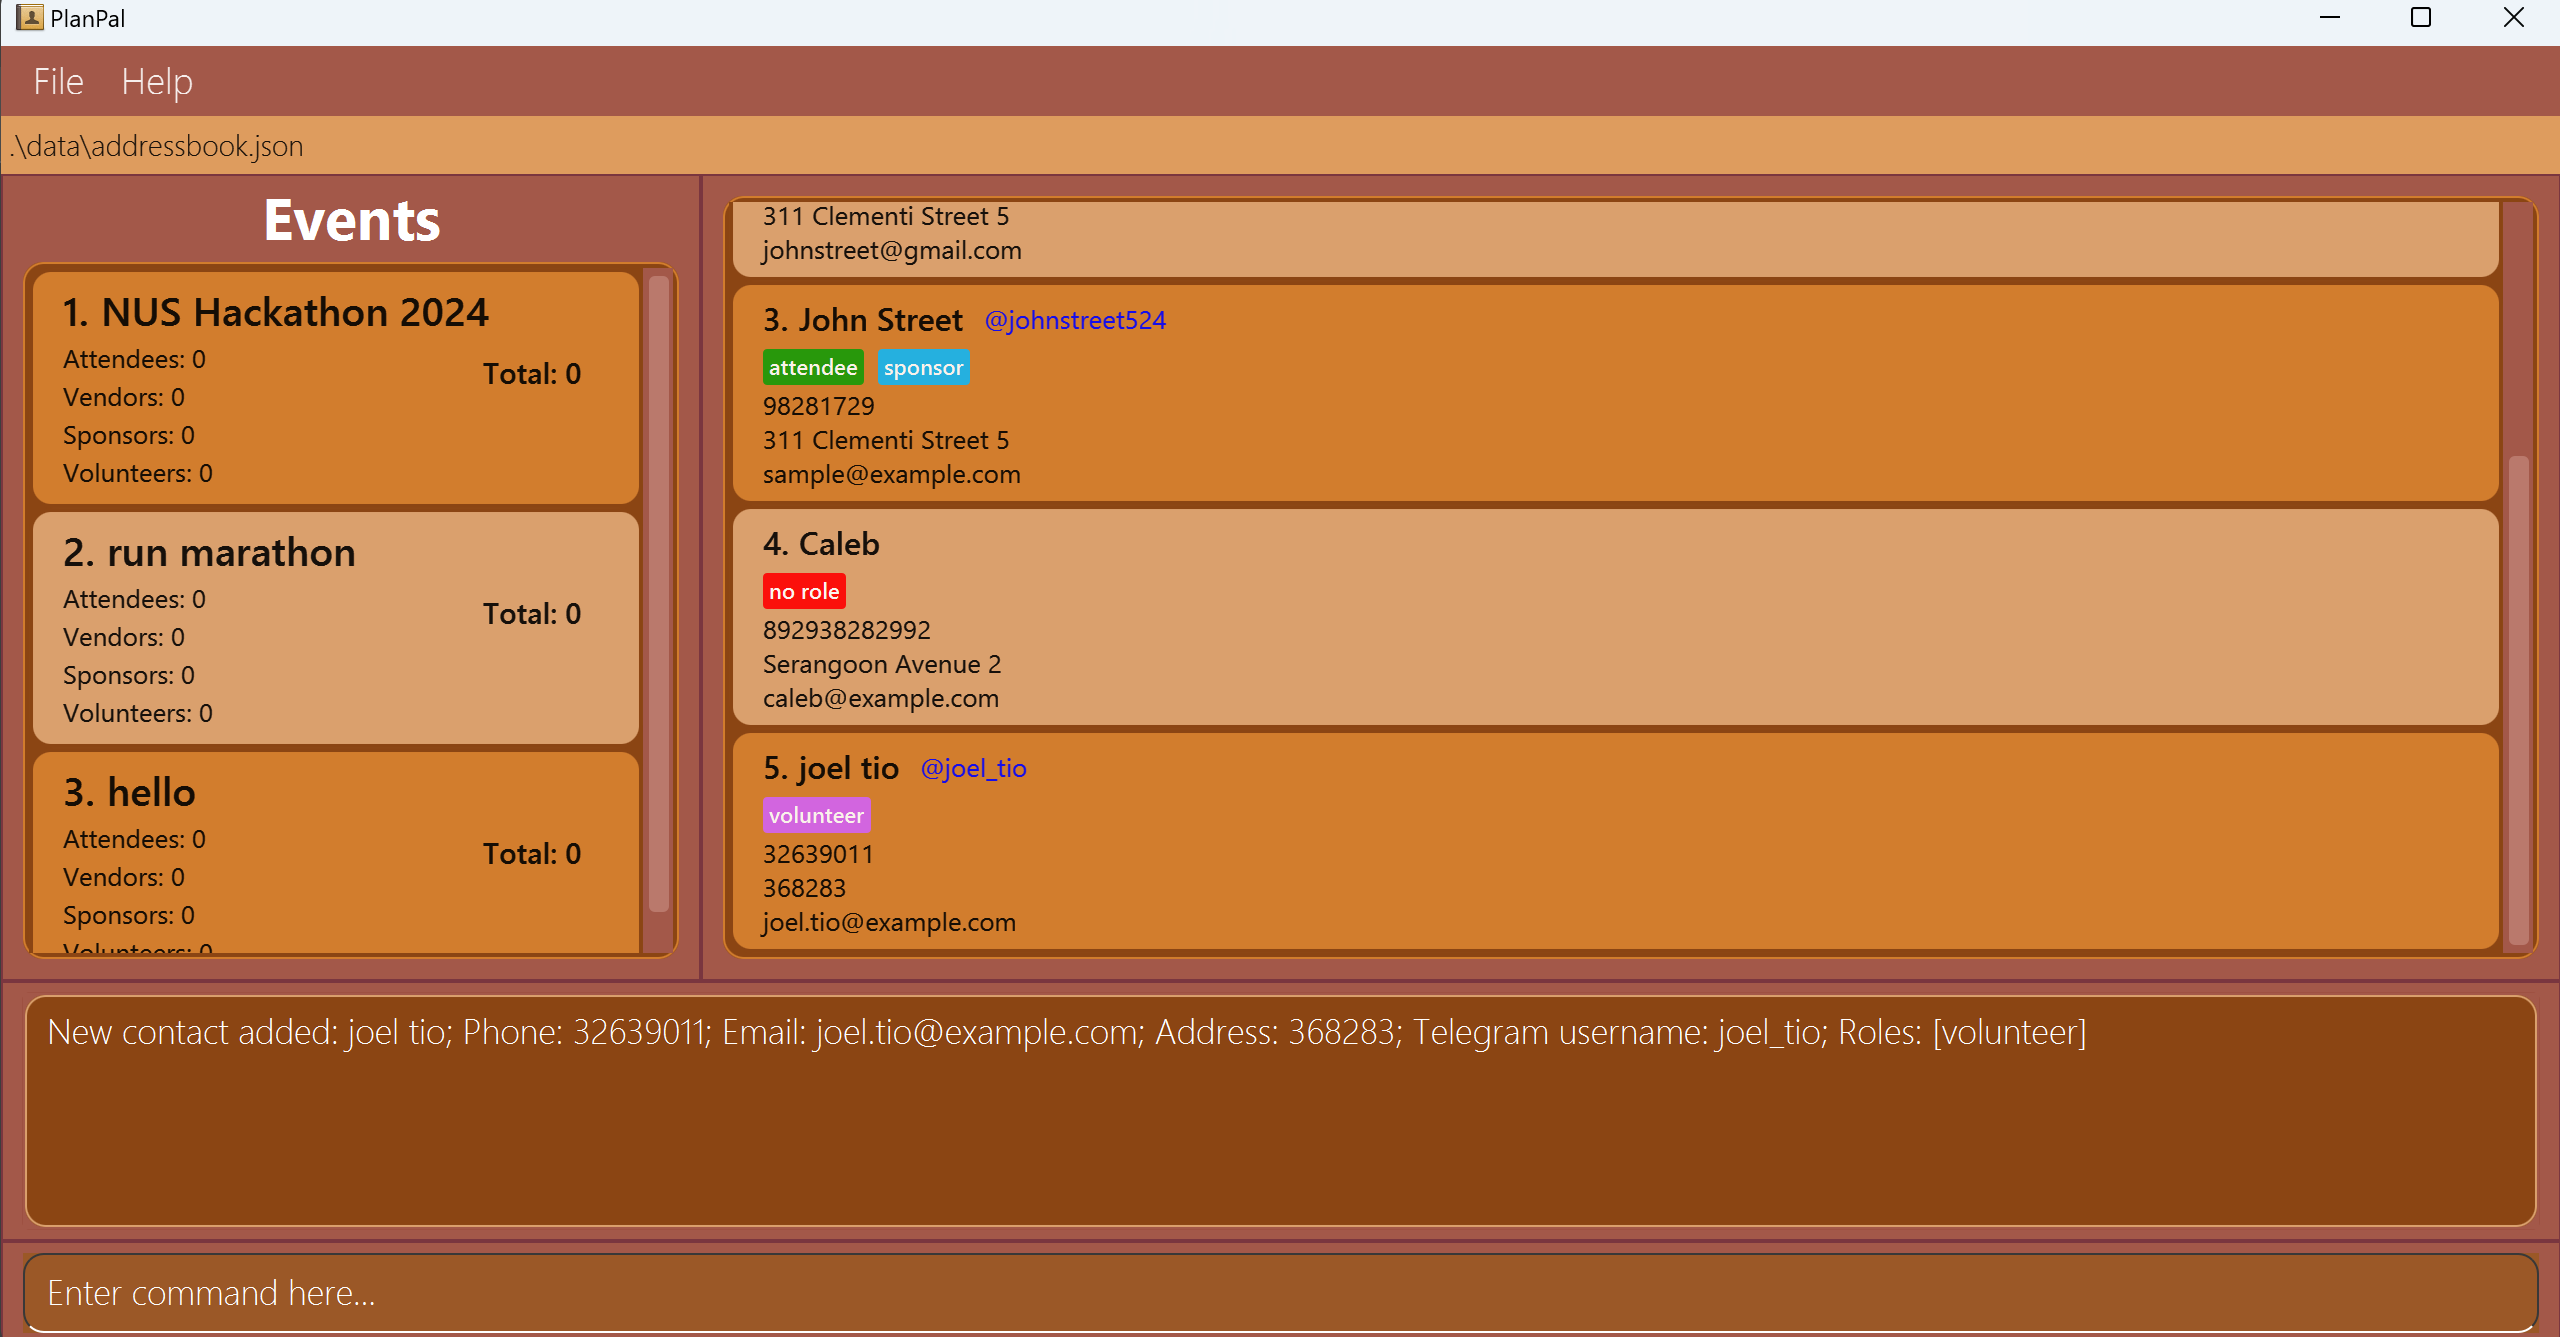 PlanPal
File Help
.\data\addressbook.json
Events
1. NUS Hackathon 2024
Attendees: 0
Total: 0
Vendors: 0
Sponsors: 0
Volunteers: 0
2. run marathon
Attendees: 0
Total: 0
Vendors: 0
Sponsors: 0
Volunteers: 0
3. hello
Attendees: 0
Total: 0
Vendors: 0
Sponsors: 0
Volunteers: 0
311 Clementi Street 5
johnstreet@gmail.com
3. John Street @johnstreet524
attendee sponsor
98281729
311 Clementi Street 5
sample@example.com
4. Caleb
no role
892938282992
Serangoon Avenue 2
caleb@example.com
5. joel tio @joel_tio
volunteer
32639011
368283
joel.tio@example.com
New contact added: joel tio; Phone: 32639011; Email: joel.tio@example.com; Address: 368283; Telegram username: joel_tio; Roles: [volunteer]
Enter command here...